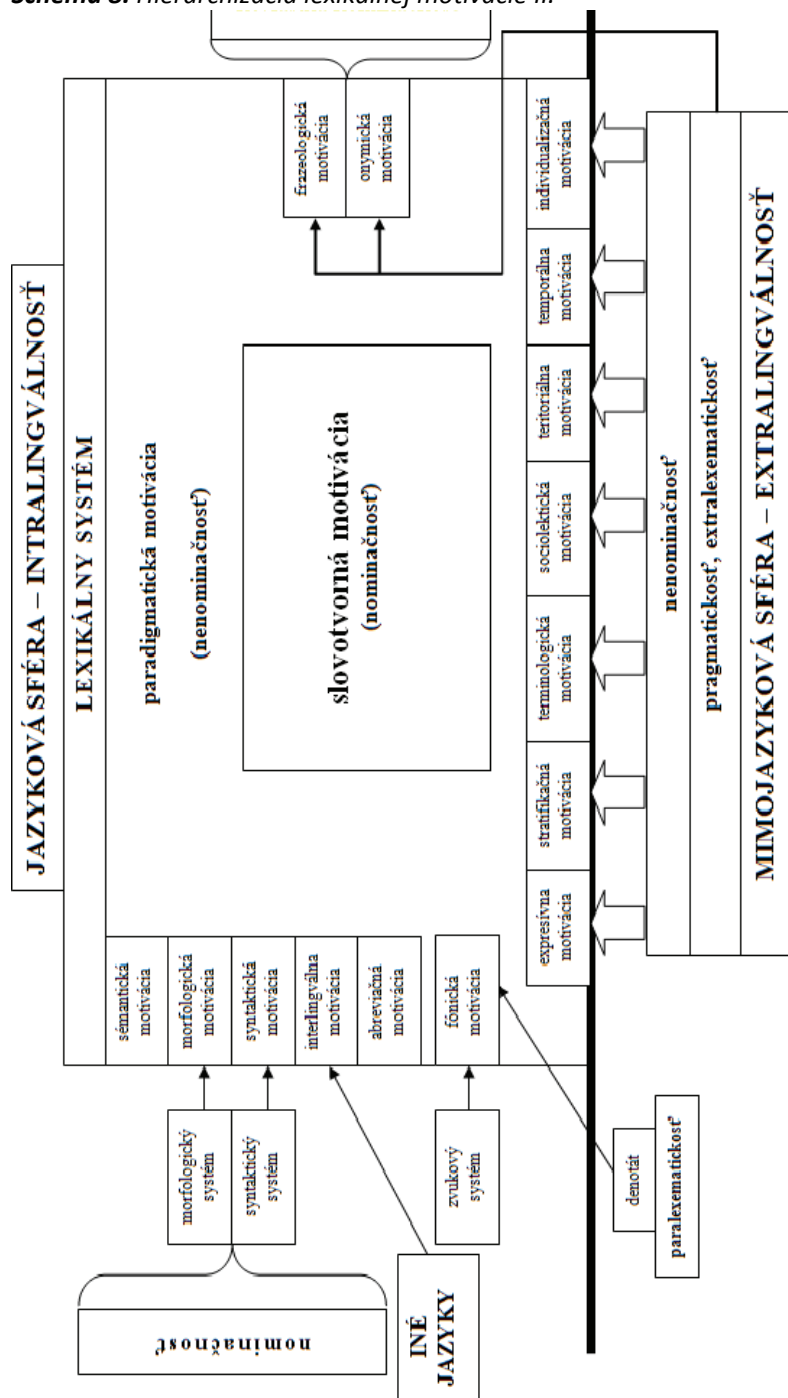 Schéma Hierarchizácia lexikálnej motivácie
JAZYKOVÁ SFÉRA – INTRALINGVÁLNOSŤ
LEXIKÁLNY SYSTÉM
paradigmatická motivácia
(nenominačnosť)
slovotvorná motivácia
(nominačnosť)
frazeologická
motivácia
onymická
motivácia
sémantická
motivácia
morfologická
motivácia
syntaktická
motivácia
interlingválna
motivácia
abreviačná
motivácia
fónická
motivácia
nominačnosť
morfologický
systém
syntaktický
systém
INÉ
JAZYKY
zvukový
systém
expresívna
motivácia
stratifikačná
motivácia
terminologická
motivácia
sociolektická
motivácia
teritoriálna
motivácia
temporálna
motivácia
individualizačná
motivácia
denotát
paralexematickosť
nenominačnosť
pragmatickosť, extralexematickosť
MIMOJAZYKOVÁ SFÉRA – EXTRALINGVÁLNOSŤ